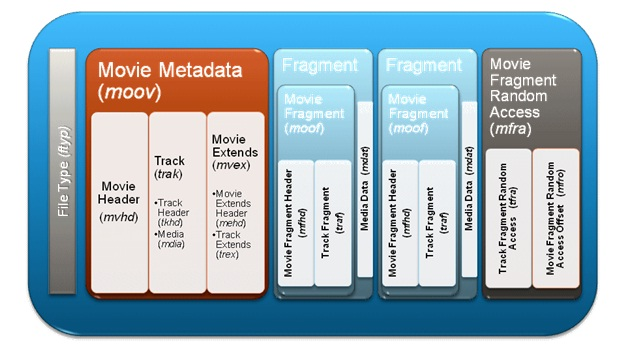 File Type (ftyp)
Movie Metadata
(moov)
Movie
Header
(mvhd)
Track
(trak)
•Track
Header
(tkhd)
•Media
(mdia)
Movie
Extends
(mvex)
•Movie
Extends
Header
(mehd)
•Track
Extends
(trex)
Fragment
Movie
Fragment
(moof)
Movie Fragment Header
(mfhd)
Track Fragment
(traf)
Media Data (mdat)
Fragment
Movie
Fragment
(moof)
Movie Fragment Header
(mfhd)
Track Fragment
(traf)
Media Data (mdat)
Movie
Fragment
Random
Access
(mfra)
Track Fragment Random
Access (tfra)
Movie Fragment Random
Access Offset (mfro)